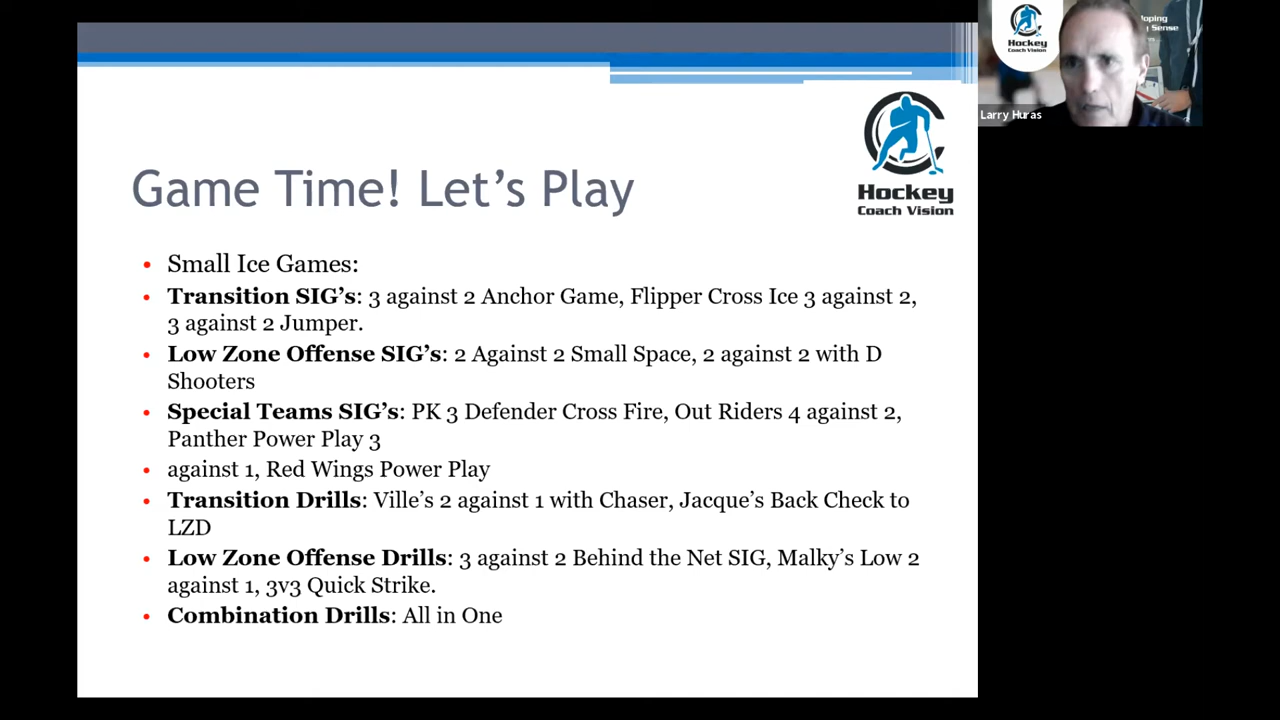 Game Time! Let's Play
Hockey
Coach Vision
• Small Ice Games:
• Transition SIG's: 3 against 2 Anchor Game, Flipper Cross Ice 3 against 2,
3 against 2 Jumper.
• Low Zone Offense SIG's: 2 Against 2 Small Space, 2 against 2 with D
Shooters
• Special Teams SIG's: PK 3 Defender Cross Fire, Out Riders 4 against 2,
Panther Power Play 3
• against 1, Red Wings Power Play
• Transition Drills: Ville's 2 against 1 with Chaser, Jacque's Back Check to
LZD
• Low Zone Offense Drills: 3 against 2 Behind the Net SIG, Malky's Low 2
against 1, 3v3 Quick Strike.
• Combination Drills: All in One
Hockey
Coach Vision
Sense
Larry Huras